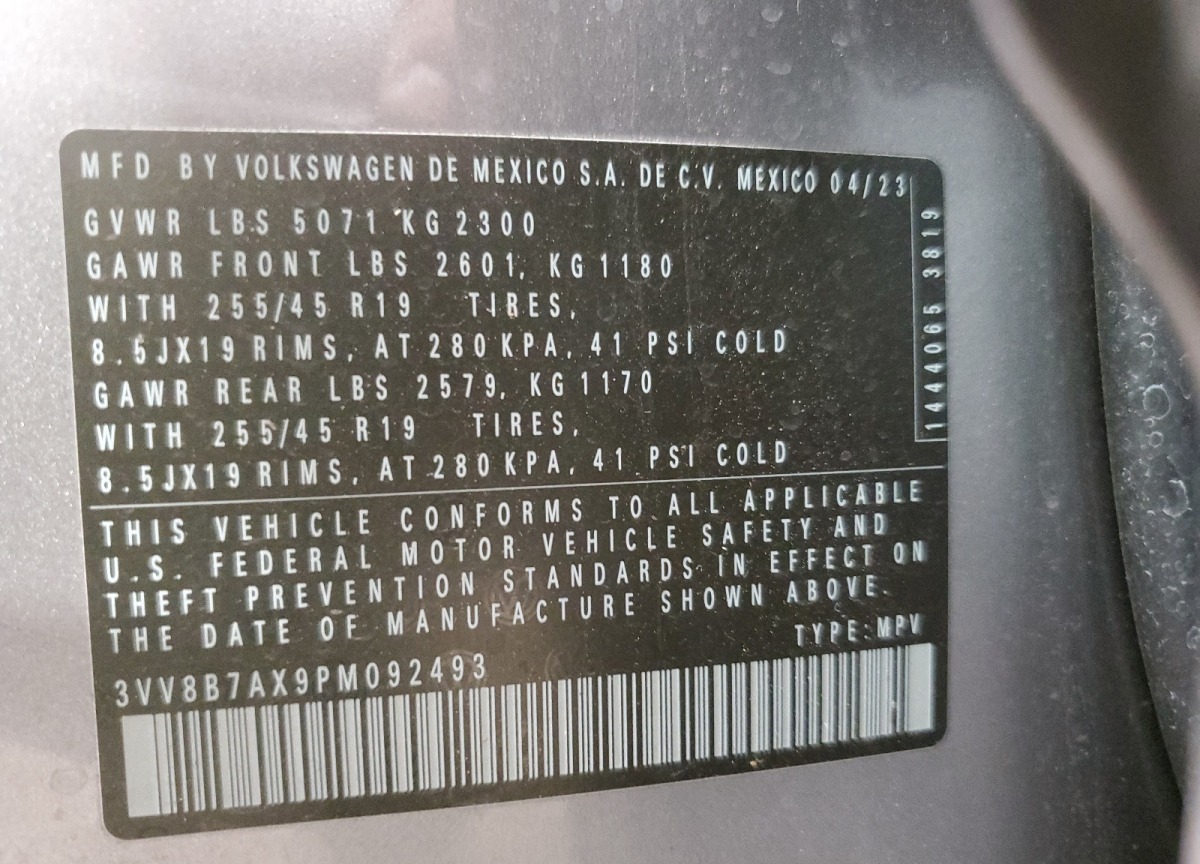 MFD BY VOLKSWAGEN DE MEXICO S.A. DE C.V. MEXICO 04/23
GVWR LBS 5071 KG 2300
GAWR FRONT LBS 2601, KG 1180
WITH 255/45 R19 TIRES,
8.5JX19 RIMS, AT 280 KPA, 41 PSI COLD
GAWR REAR LBS 2579, KG 1170
WITH 255/45 R19 TIRES,
8.5JX19 RIMS, AT 280 KPA, 41 PSI COLD
1444065 3819
THIS VEHICLE CONFORMS TO ALL APPLICABLE
U.S. FEDERAL MOTOR VEHICLE SAFETY AND
THEFT PREVENTION STANDARDS IN EFFECT ON
THE DATE OF MANUFACTURE SHOWN ABOVE.
TYPE:MPV
3VV8B7AX9PM092493